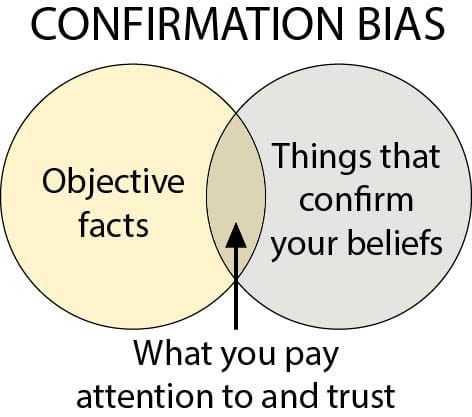 CONFIRMATION BIAS
Objective
facts
Things that
confirm
your beliefs
What you pay
attention to and trust